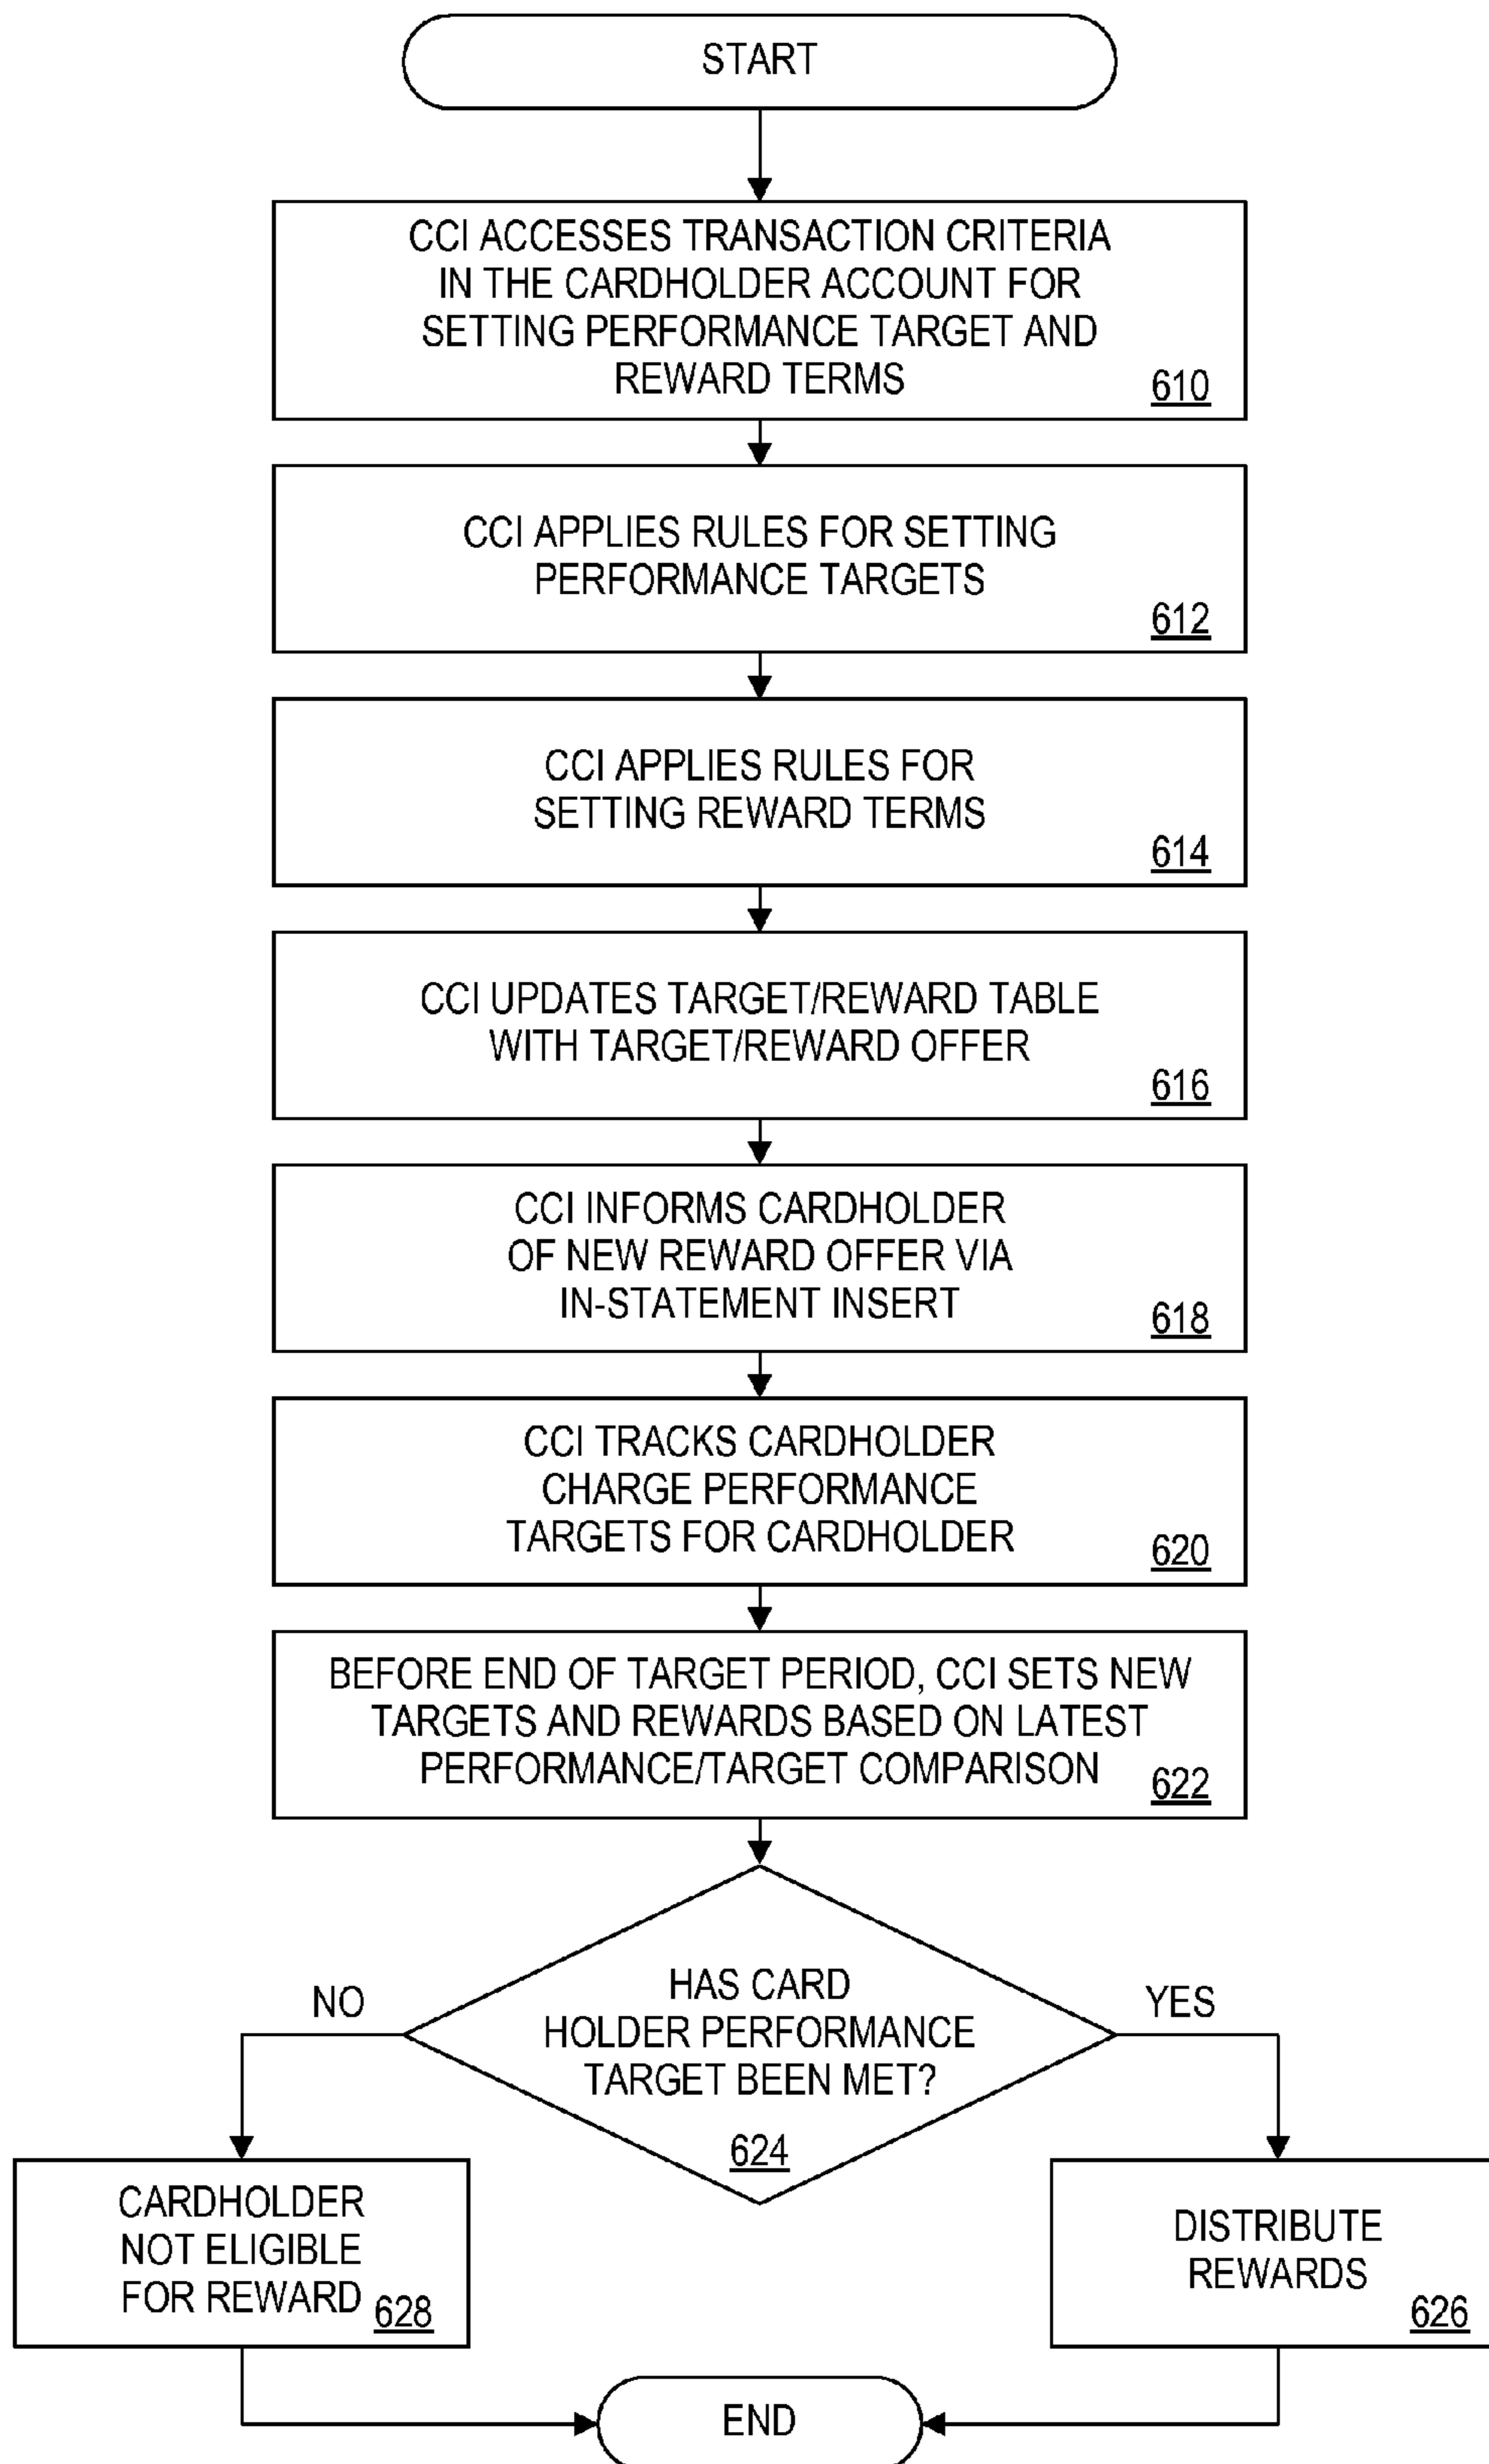 START
CCI ACCESSES TRANSACTION CRITERIA
IN THE CARDHOLDER ACCOUNT FOR
SETTING PERFORMANCE TARGET AND
REWARD TERMS
610
CCI APPLIES RULES FOR SETTING
PERFORMANCE TARGETS
612
CCI APPLIES RULES FOR
SETTING REWARD TERMS
614
CCI UPDATES TARGET/REWARD TABLE
WITH TARGET/REWARD OFFER
616
CCI INFORMS CARDHOLDER
OF NEW REWARD OFFER VIA
IN-STATEMENT INSERT
618
CCI TRACKS CARDHOLDER
CHARGE PERFORMANCE
TARGETS FOR CARDHOLDER
620
BEFORE END OF TARGET PERIOD, CCI SETS NEW
TARGETS AND REWARDS BASED ON LATEST
PERFORMANCE/TARGET COMPARISON
622
HAS CARD
HOLDER PERFORMANCE
TARGET BEEN MET?
624
NO
YES
CARDHOLDER
NOT ELIGIBLE
FOR REWARD
628
DISTRIBUTE
REWARDS
626
END